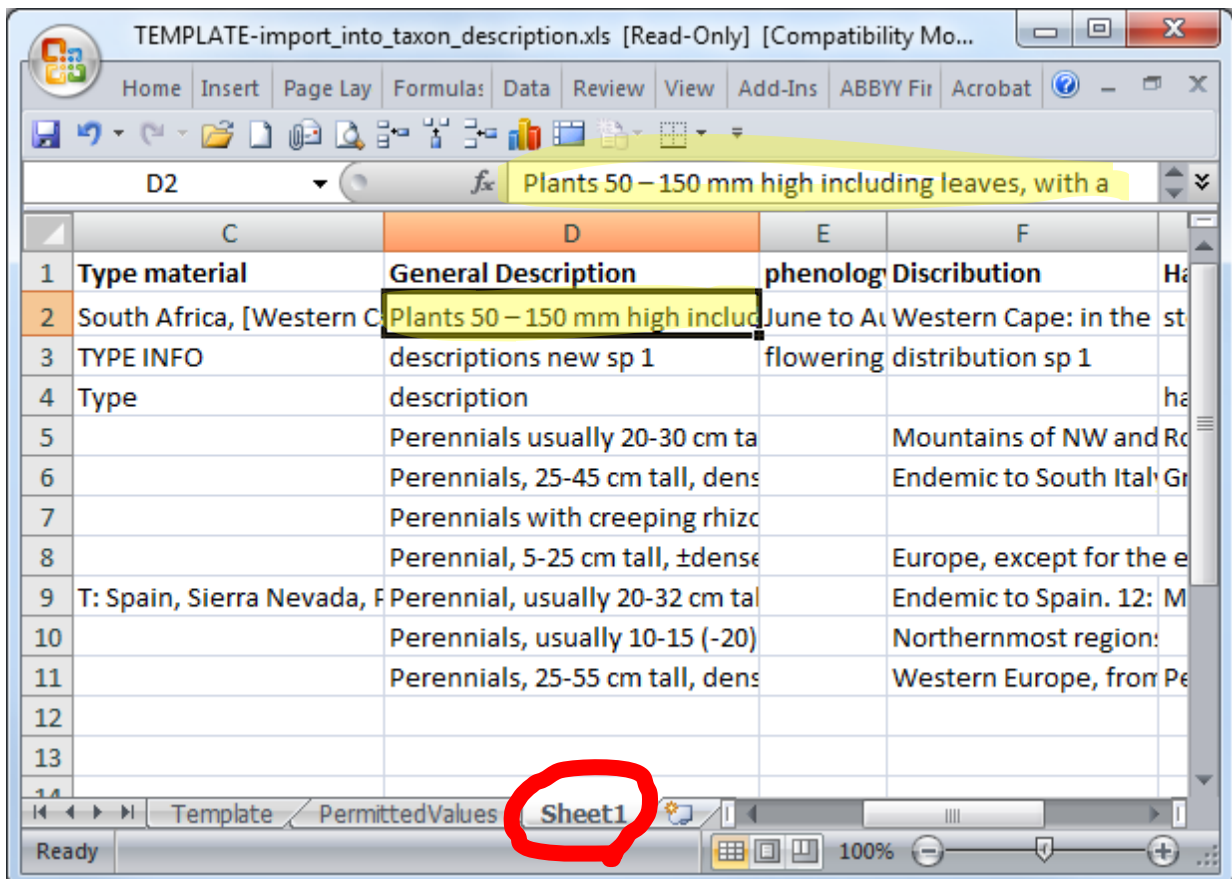 TEMPLATE-import_into_taxon_description.xls [Read-Only] [Compatibility Mo...
Home Insert Page Lay Formulas Data Review View Add-Ins ABBYY Fir Acrobat
D2 fx Plants 50 – 150 mm high including leaves, with a
C D E F
1 Type material General Description phenology Discribution Ha
2 South Africa, [Western C Plants 50 – 150 mm high includ June to Au Western Cape: in the st
3 TYPE INFO descriptions new sp 1 flowering distribution sp 1
4 Type description ha
5 Perennials usually 20-30 cm ta Mountains of NW and Ro
6 Perennials, 25-45 cm tall, dens Endemic to South Ital Gr
7 Perennials with creeping rhizo
8 Perennial, 5-25 cm tall, ±dense Europe, except for the e
9 T: Spain, Sierra Nevada, P Perennial, usually 20-32 cm tal Endemic to Spain. 12: M
10 Perennials, usually 10-15 (-20) Northernmost regions
11 Perennials, 25-55 cm tall, dens Western Europe, from Pe
12
13
14
Template PermittedValues Sheet1
Ready 100%